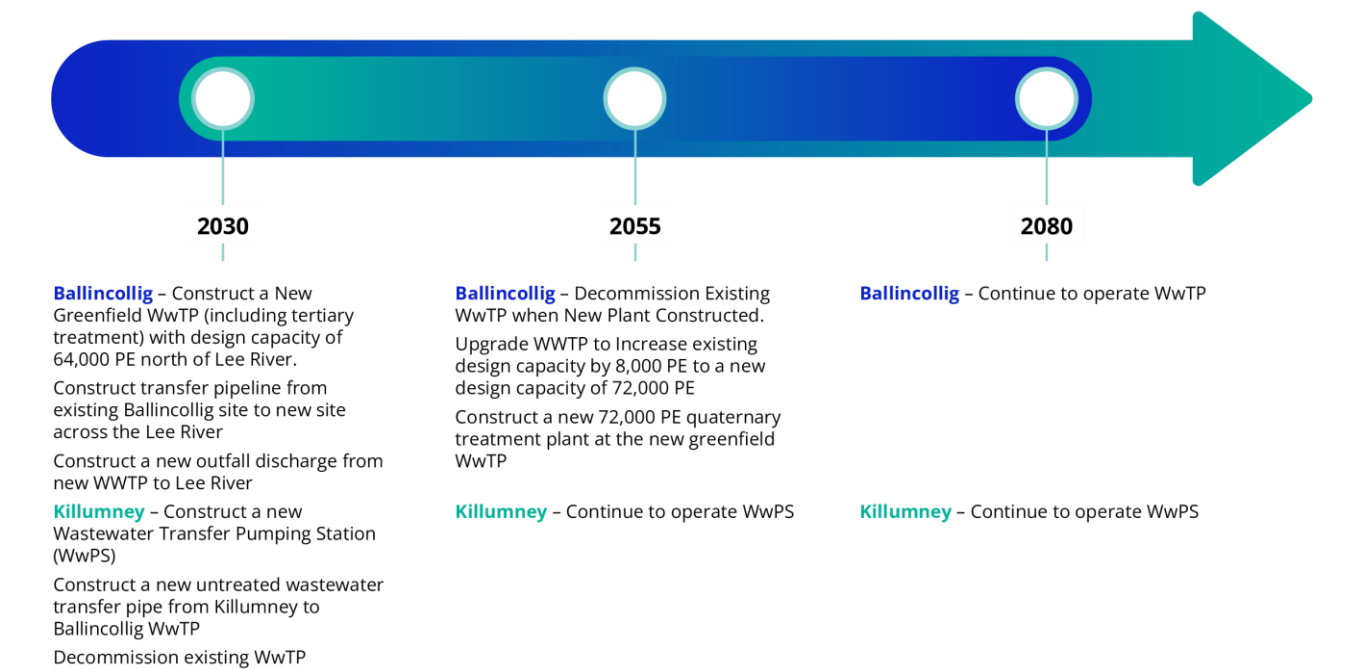 2030
2055
2080
Ballincollig – Construct a New
Greenfield WwTP (including tertiary
treatment) with design capacity of
64,000 PE north of Lee River.
Construct transfer pipeline from
existing Ballincollig site to new site
across the Lee River
Construct a new outfall discharge from
new WWTP to Lee River
Killumney – Construct a new
Wastewater Transfer Pumping Station
(WwPS)
Construct a new untreated wastewater
transfer pipe from Killumney to
Ballincollig WwTP
Decommission existing WwTP
Ballincollig – Decommission Existing
WwTP when New Plant Constructed.
Upgrade WWTP to Increase existing
design capacity by 8,000 PE to a new
design capacity of 72,000 PE
Construct a new 72,000 PE quaternary
treatment plant at the new greenfield
WwTP
Killumney – Continue to operate WwPS
Ballincollig – Continue to operate WwTP
Killumney – Continue to operate WwPS